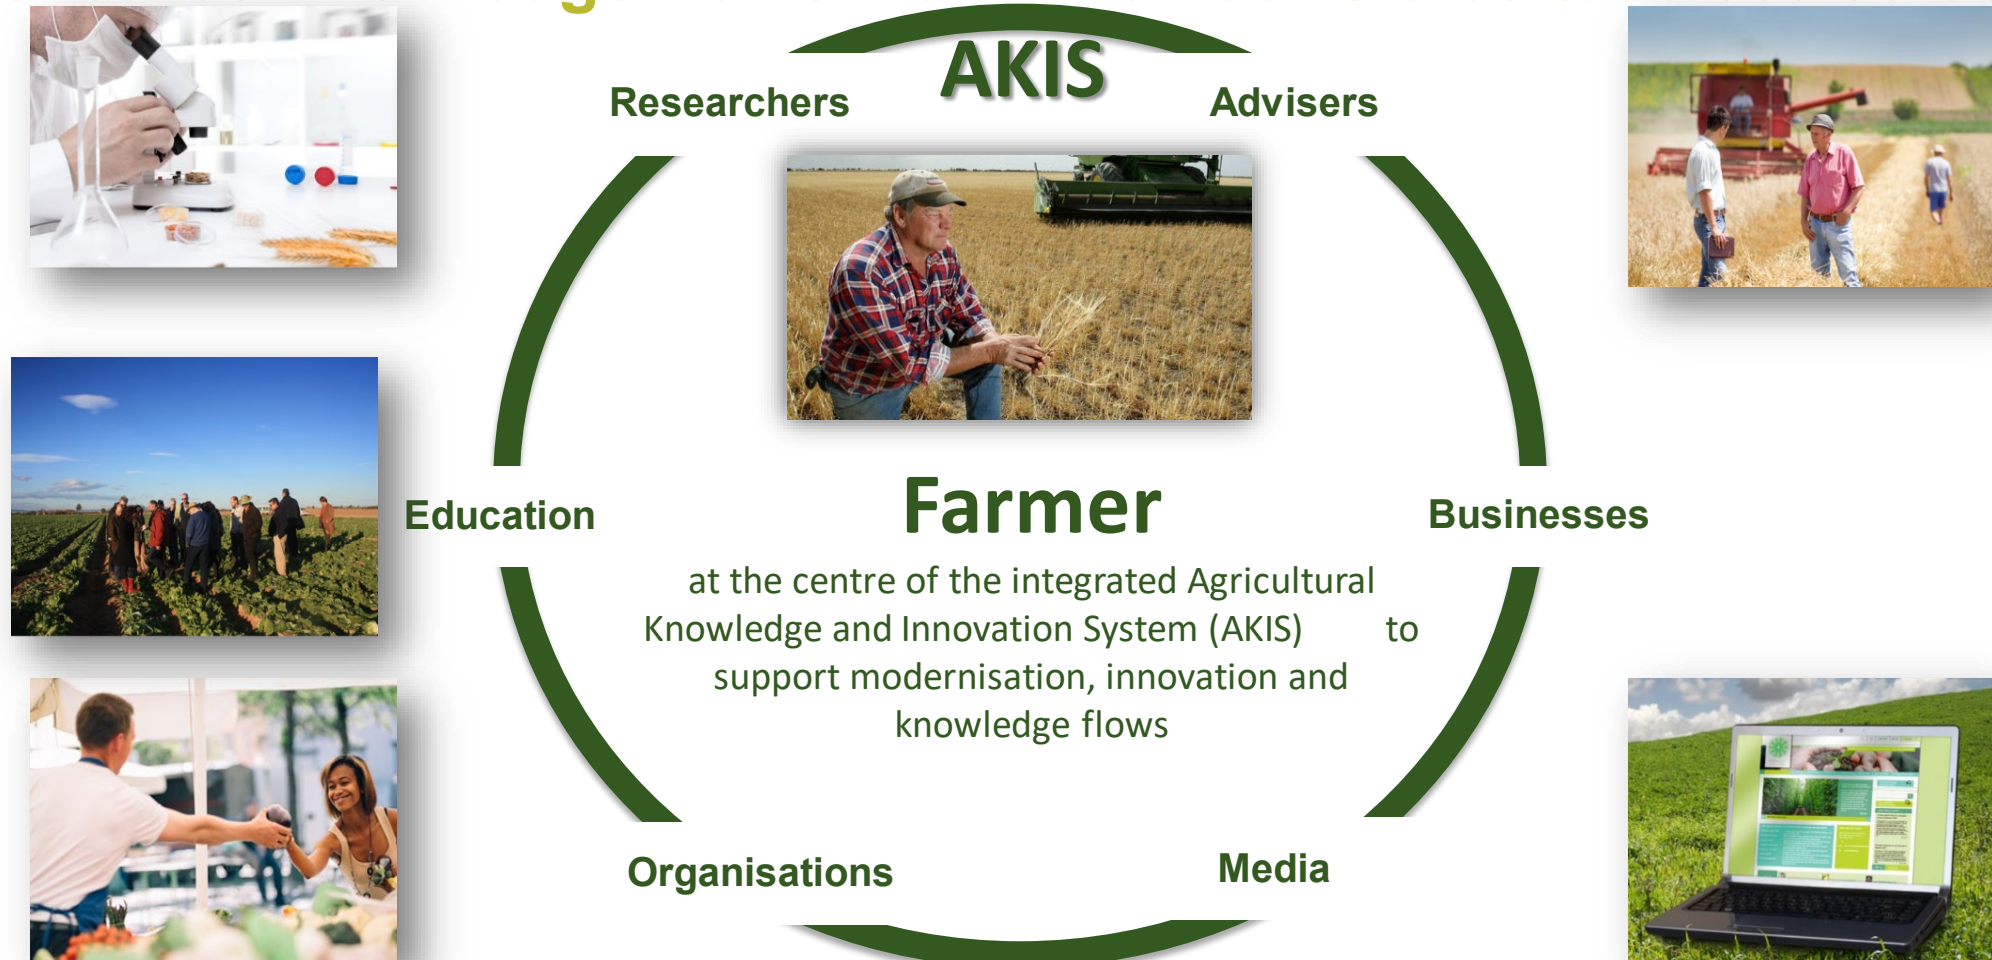 AKIS
Researchers
Advisers
Education
Farmer
Businesses
at the centre of the integrated Agricultural
Knowledge and Innovation System (AKIS) to
support modernisation, innovation and
knowledge flows
Organisations
Media